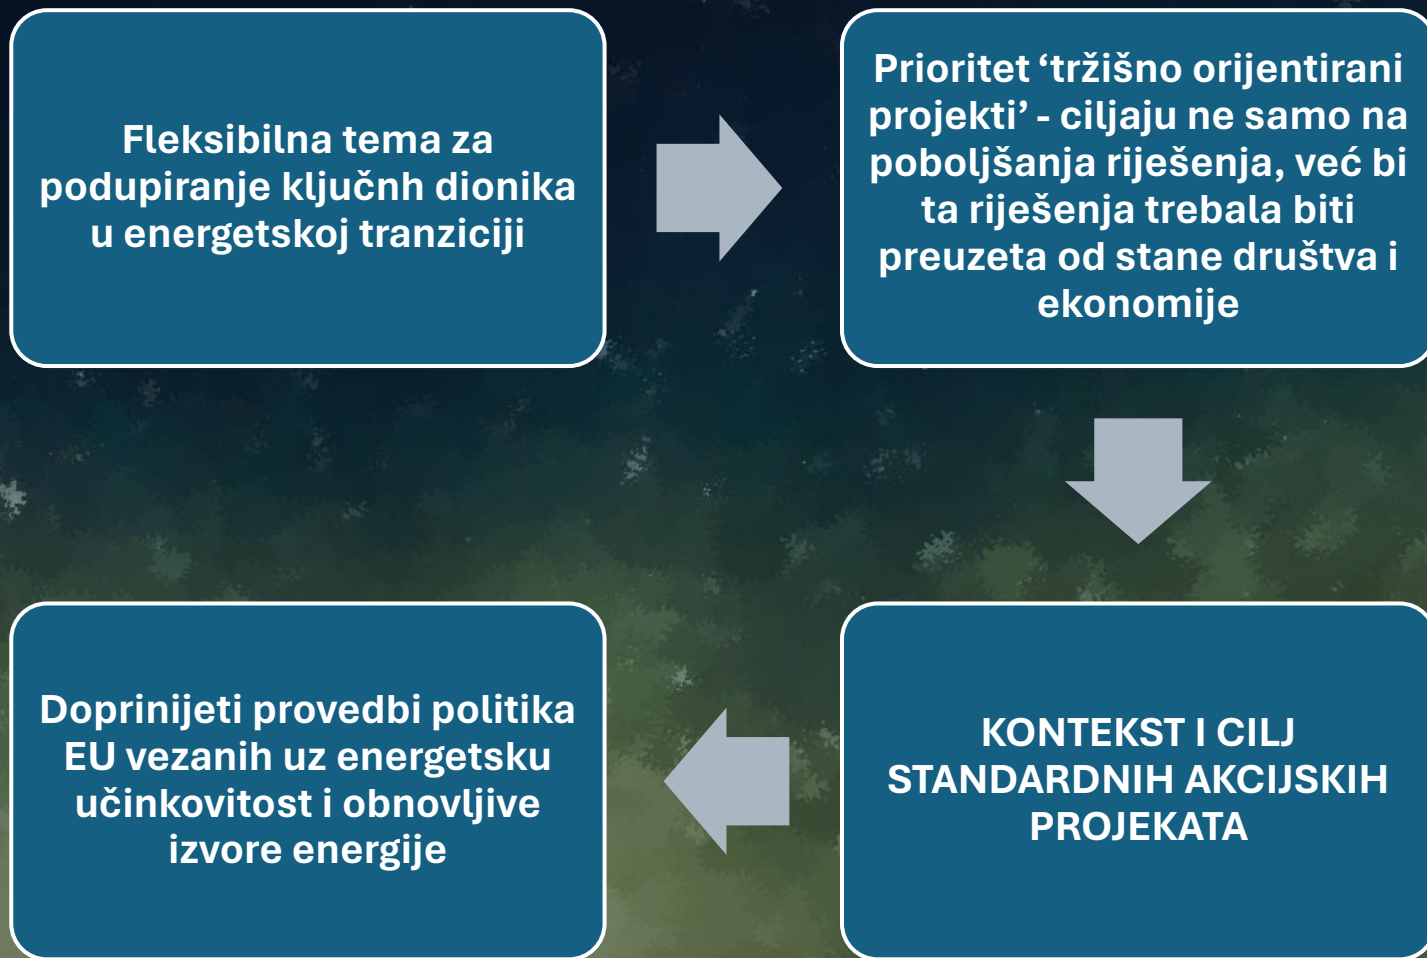 Fleksibilna tema za
podupiranje ključnh dionika
u energetskoj tranziciji
Prioritet ‘tržišno orijentirani
projekti’ - ciljaju ne samo na
poboljšanja riješenja, već bi
ta riješenja trebala biti
preuzeta od stane društva i
ekonomije
KONTEKST I CILJ
STANDARDNIH AKCIJSKIH
PROJEKATA
Doprinijeti provedbi politika
EU vezanih uz energetsku
učinkovitost i obnovljive
izvore energije